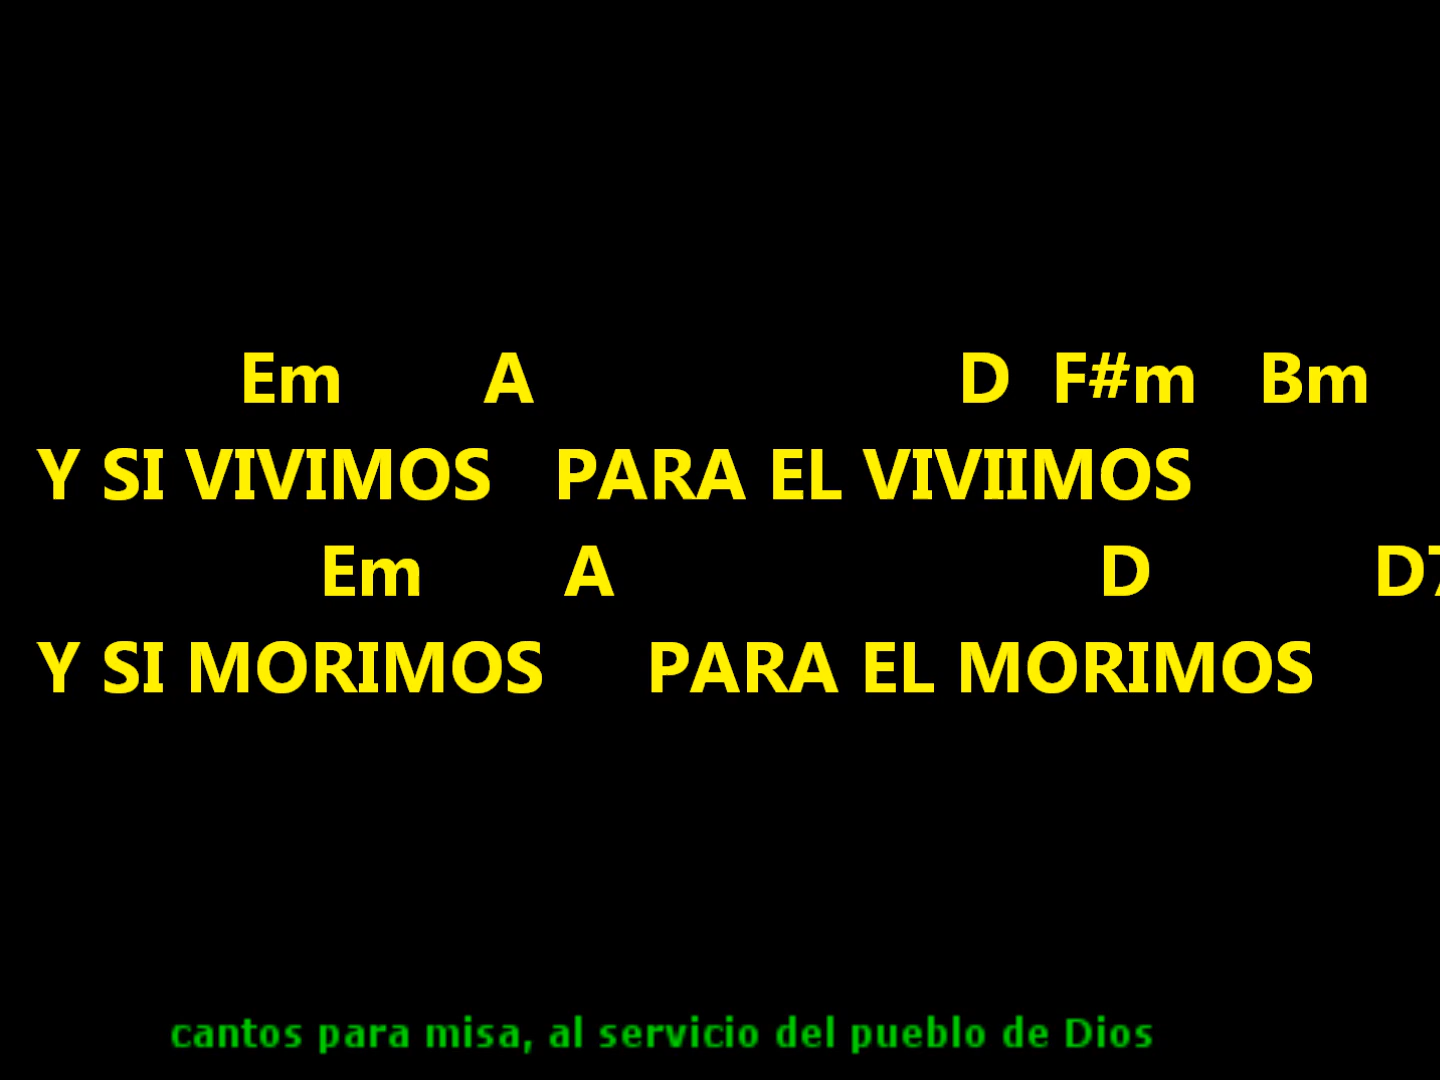 Em A D F#m Bm
Y SI VIVIMOS PARA EL VIVIIMOS
Em A D D7
Y SI MORIMOS PARA EL MORIMOS
cantos para misa, al servicio del pueblo de Dios